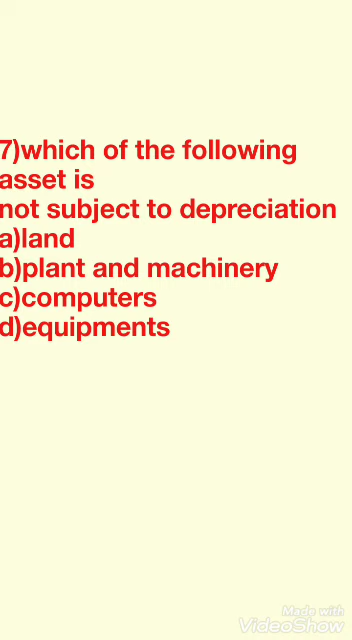 7)which of the following
asset is
not subject to depreciation
a)land
b)plant and machinery
c)computers
d)equipments
Made with
VideoShow